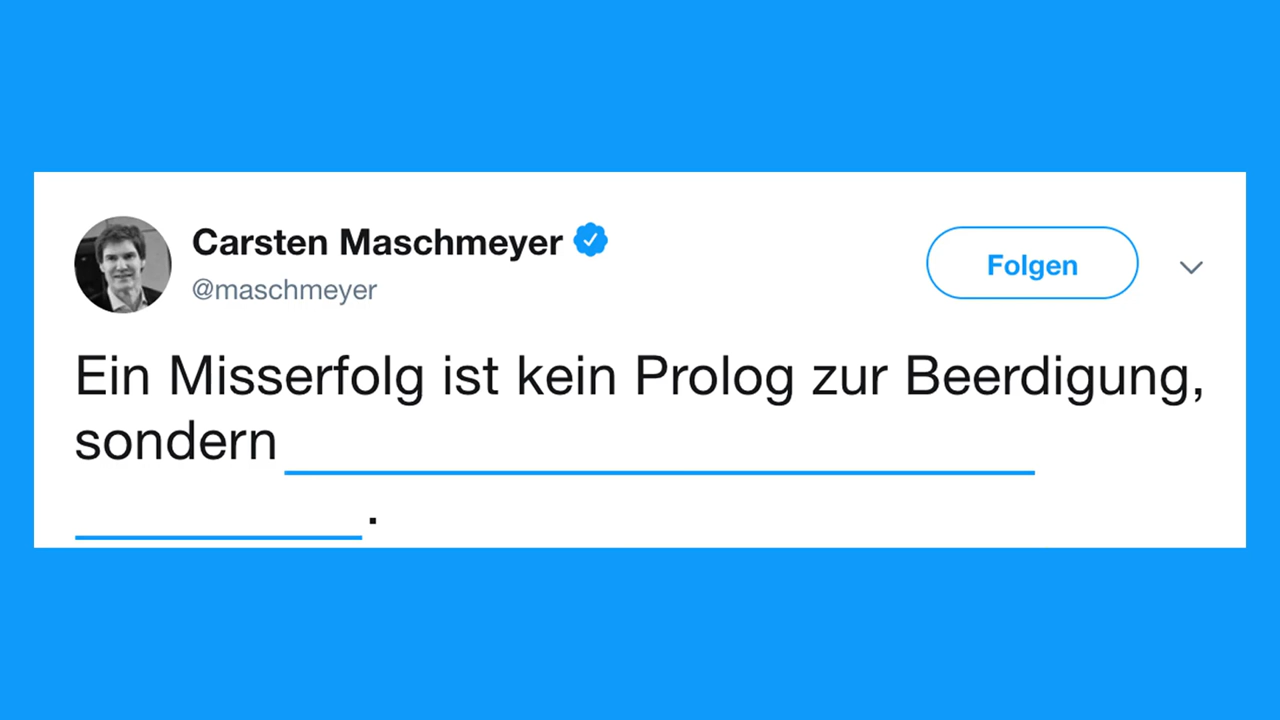 Carsten Maschmeyer
@maschmeyer
Folgen
Ein Misserfolg ist kein Prolog zur Beerdigung,
sondern
.